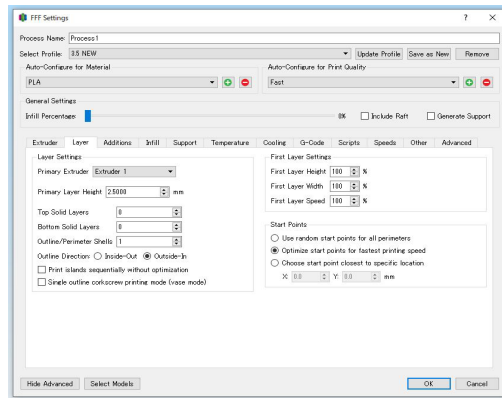 FFF Settings ? ×
Process Name: Process1
Select Profile: 3.5 NEW Update Profile Save as New Remove
Auto-Configure for Material Auto-Configure for Print Quality
PLA Fast
General Settings
Infill Percentage: 0% Include Raft Generate Support
Extruder Layer Additions Infill Support Temperature Cooling G-Code Scripts Speeds Other Advanced
Layer Settings
Primary Extruder Extruder 1
Primary Layer Height 2.5000 mm
Top Solid Layers 0
Bottom Solid Layers 0
Outline/Perimeter Shells 1
Outline Direction: Inside-Out Outside-In
Print islands sequentially without optimization
Single outline corkscrew printing mode (vase mode)
First Layer Settings
First Layer Height 100 %
First Layer Width 100 %
First Layer Speed 100 %
Start Points
Use random start points for all perimeters
Optimize start points for fastest printing speed
Choose start point closest to specific location
X: 0.0 Y: 0.0 mm
Hide Advanced Select Models OK Cancel